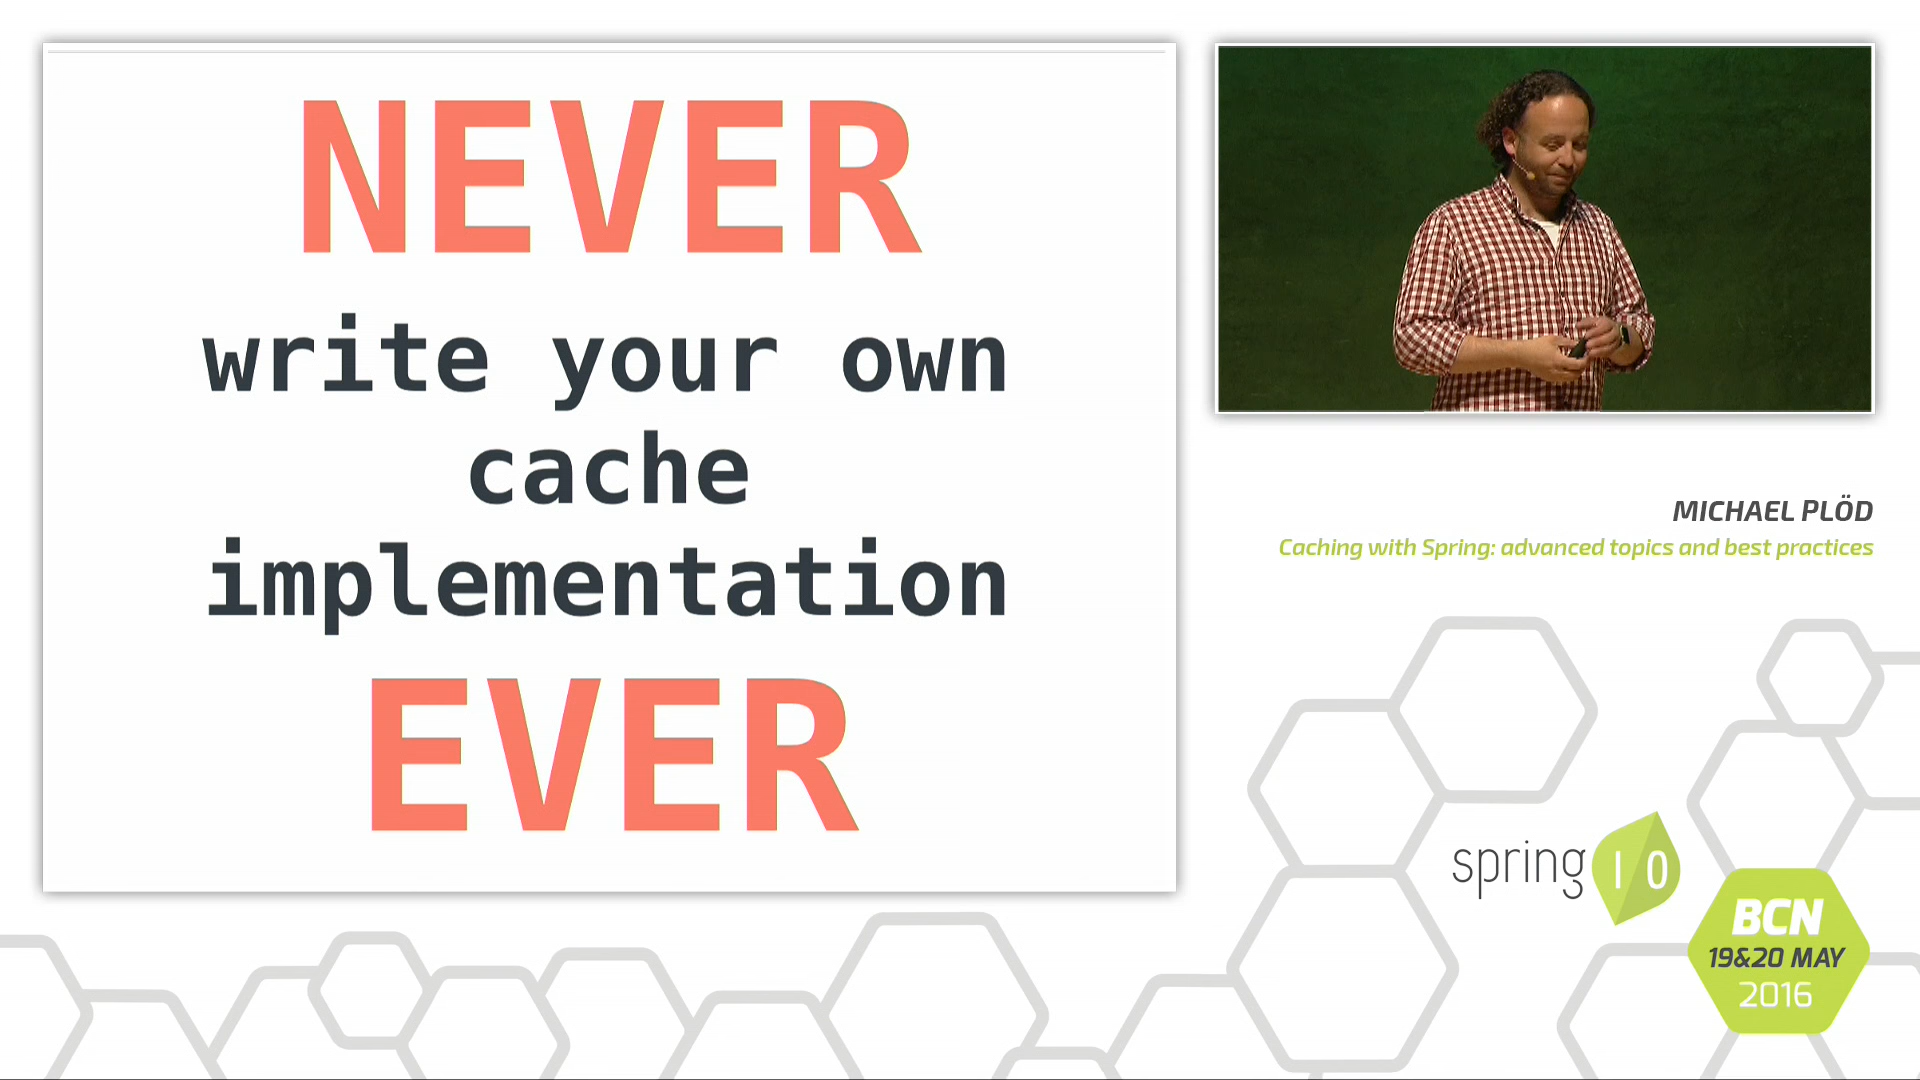 NEVER
write your own
cache
implementation
EVER
MICHAEL PLÖD
Caching with Spring: advanced topics and best practices
spring I/O
BCN
19&20 MAY
2016